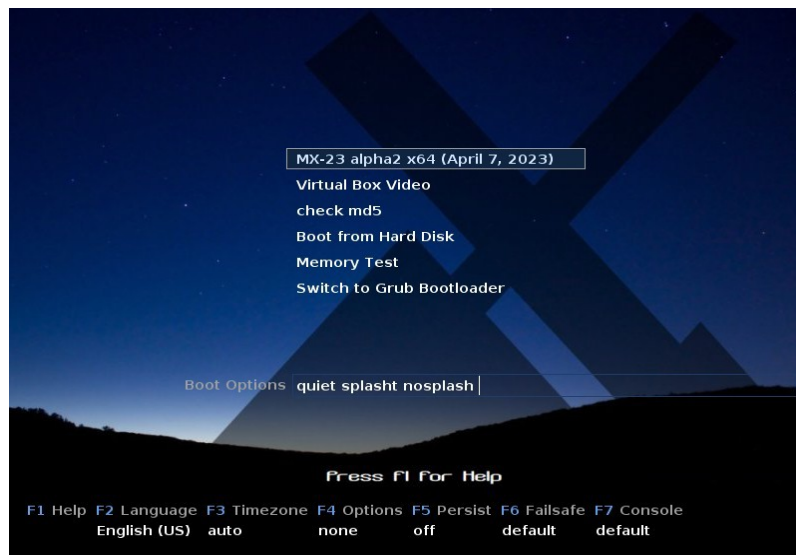 MX-23 alpha2 x64 (April 7, 2023)
Virtual Box Video
check md5
Boot from Hard Disk
Memory Test
Switch to Grub Bootloader
Boot Options quiet splasht nosplash
Press F1 for Help
F1 Help F2 Language F3 Timezone F4 Options F5 Persist F6 Failsafe F7 Console
English (US) auto none off default default